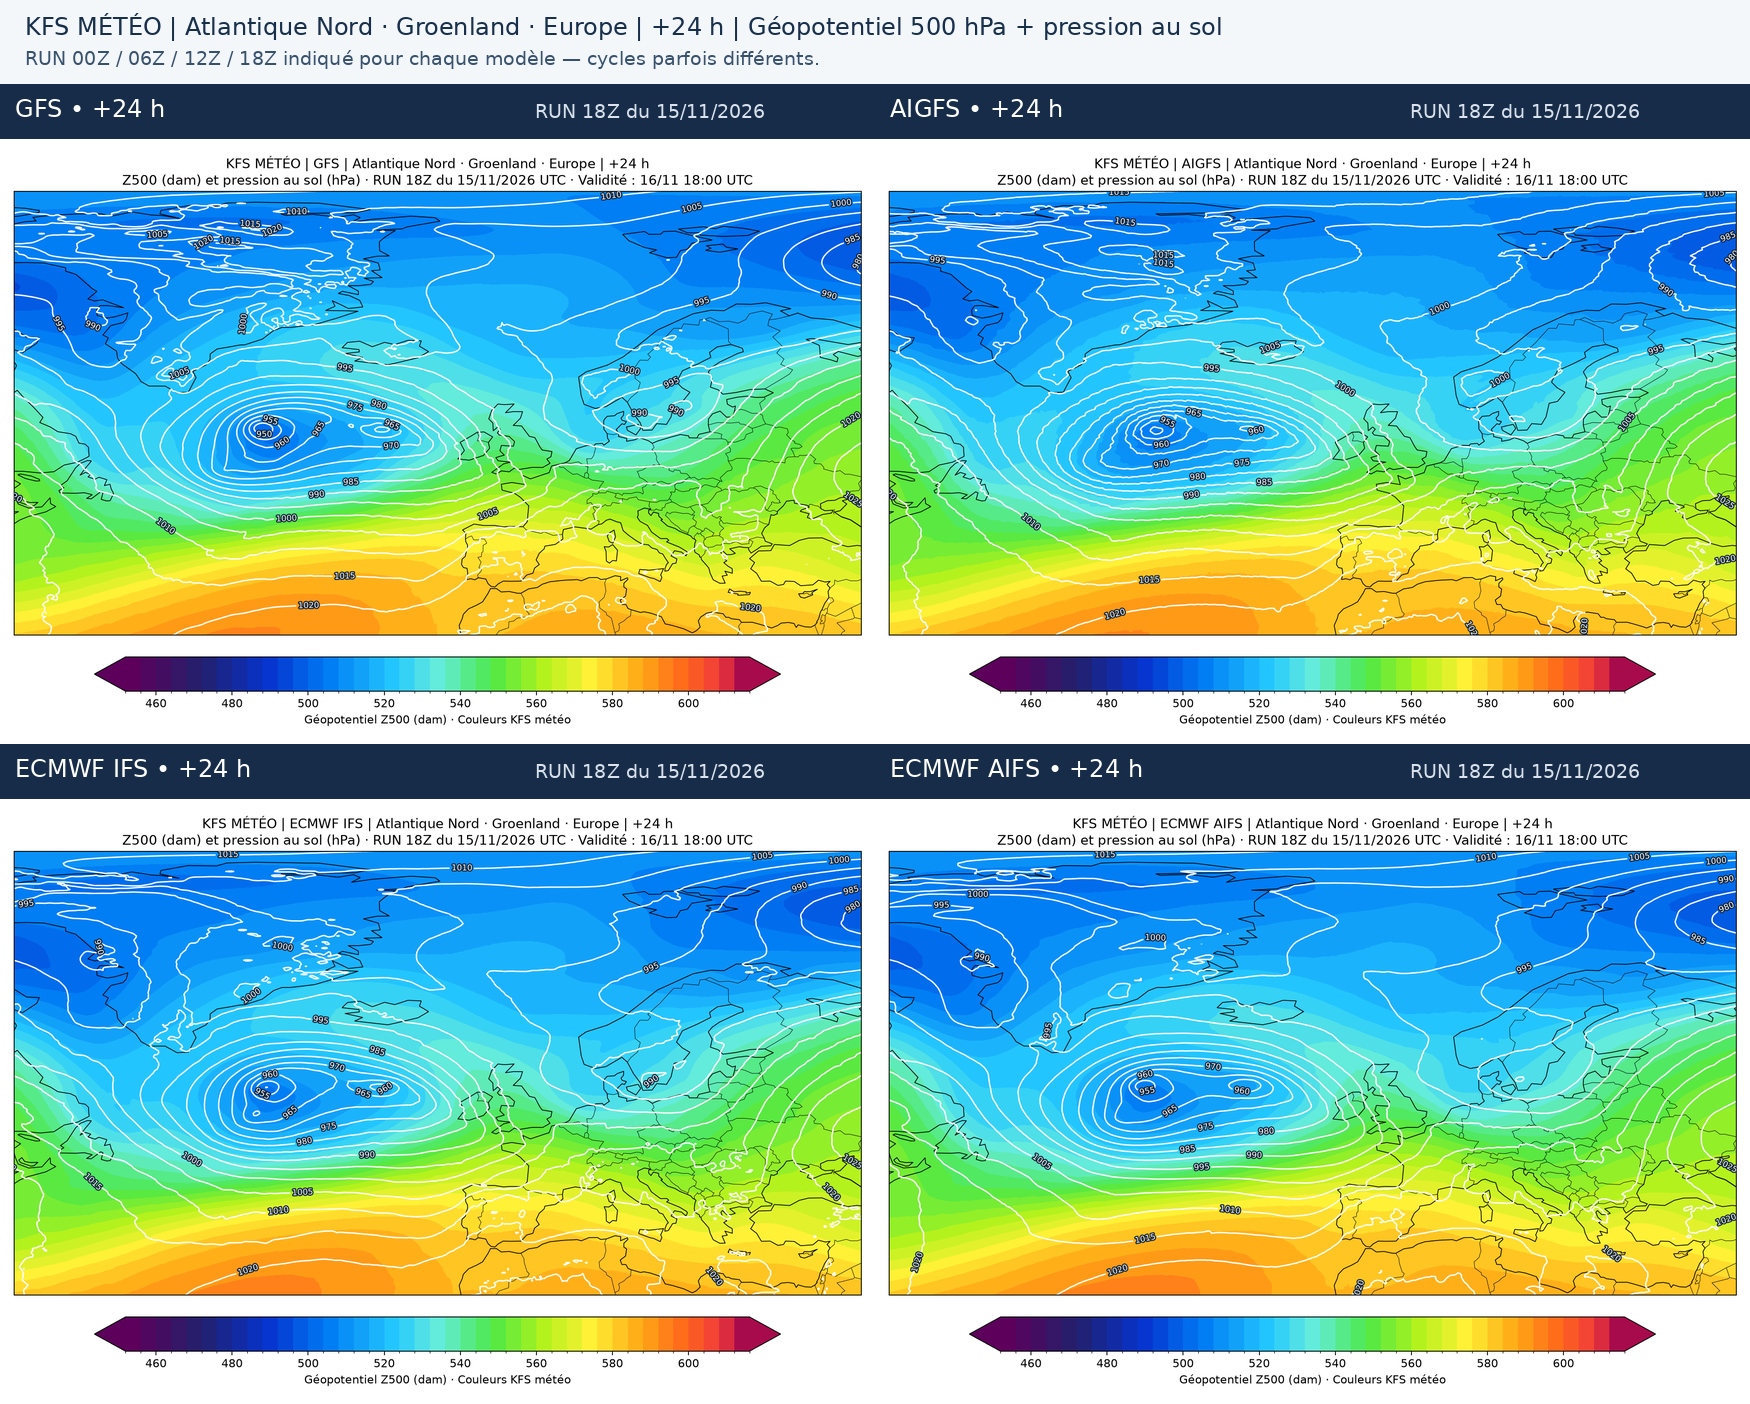 KFS MÉTÉO | Atlantique Nord · Groenland · Europe | +24 h | Géopotentiel 500 hPa + pression au sol
RUN 00Z / 06Z / 12Z / 18Z indiqué pour chaque modèle — cycles parfois différents.
GFS • +24 h
RUN 18Z du 15/11/2026
KFS MÉTÉO | GFS | Atlantique Nord · Groenland · Europe | +24 h
Z500 (dam) et pression au sol (hPa) · RUN 18Z du 15/11/2026 UTC · Validité : 16/11 18:00 UTC
460 480 500 520 540 560 580 600
Géopotentiel Z500 (dam) · Couleurs KFS météo
AIGFS • +24 h
RUN 18Z du 15/11/2026
KFS MÉTÉO | AIGFS | Atlantique Nord · Groenland · Europe | +24 h
Z500 (dam) et pression au sol (hPa) · RUN 18Z du 15/11/2026 UTC · Validité : 16/11 18:00 UTC
460 480 500 520 540 560 580 600
Géopotentiel Z500 (dam) · Couleurs KFS météo
ECMWF IFS • +24 h
RUN 18Z du 15/11/2026
KFS MÉTÉO | ECMWF IFS | Atlantique Nord · Groenland · Europe | +24 h
Z500 (dam) et pression au sol (hPa) · RUN 18Z du 15/11/2026 UTC · Validité : 16/11 18:00 UTC
460 480 500 520 540 560 580 600
Géopotentiel Z500 (dam) · Couleurs KFS météo
ECMWF AIFS • +24 h
RUN 18Z du 15/11/2026
KFS MÉTÉO | ECMWF AIFS | Atlantique Nord · Groenland · Europe | +24 h
Z500 (dam) et pression au sol (hPa) · RUN 18Z du 15/11/2026 UTC · Validité : 16/11 18:00 UTC
460 480 500 520 540 560 580 600
Géopotentiel Z500 (dam) · Couleurs KFS météo